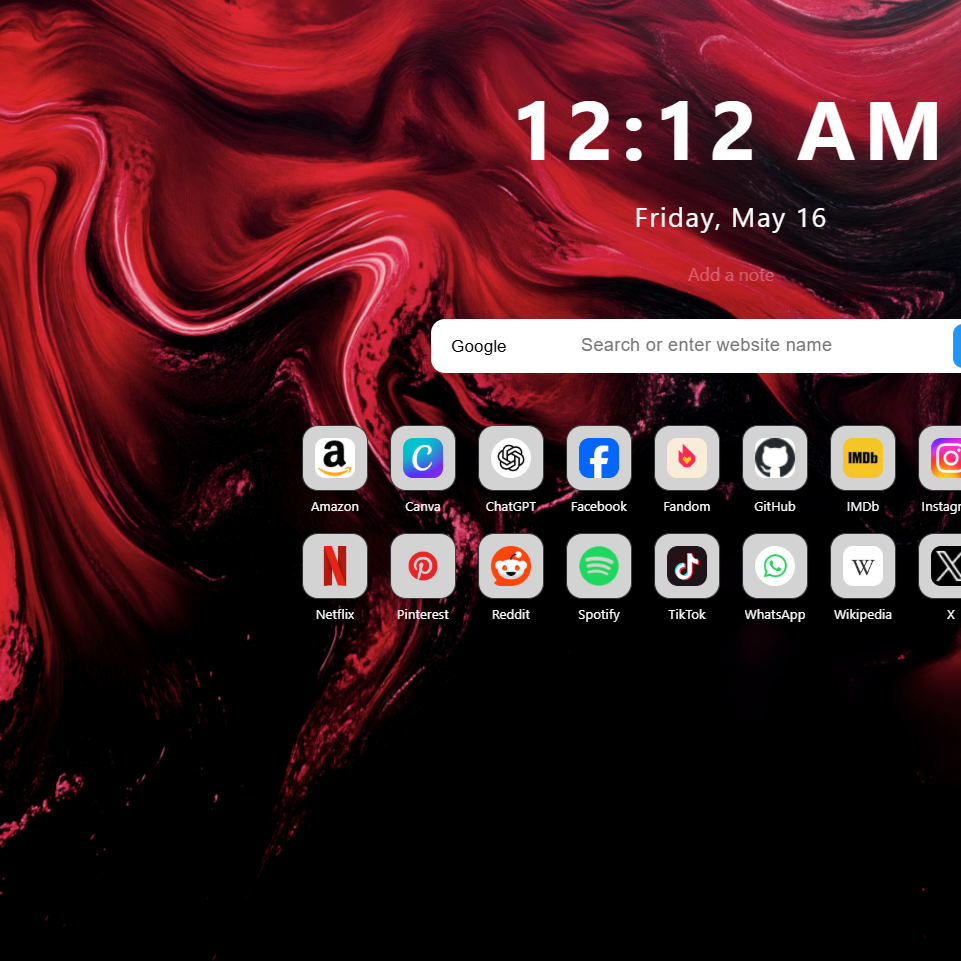 12:12 AM
Friday, May 16
Add a note
Google Search or enter website name
a IMDb
Amazon Canva ChatGPT Facebook Fandom GitHub IMDb Instagr
W
Netflix Pinterest Reddit Spotify TikTok WhatsApp Wikipedia X